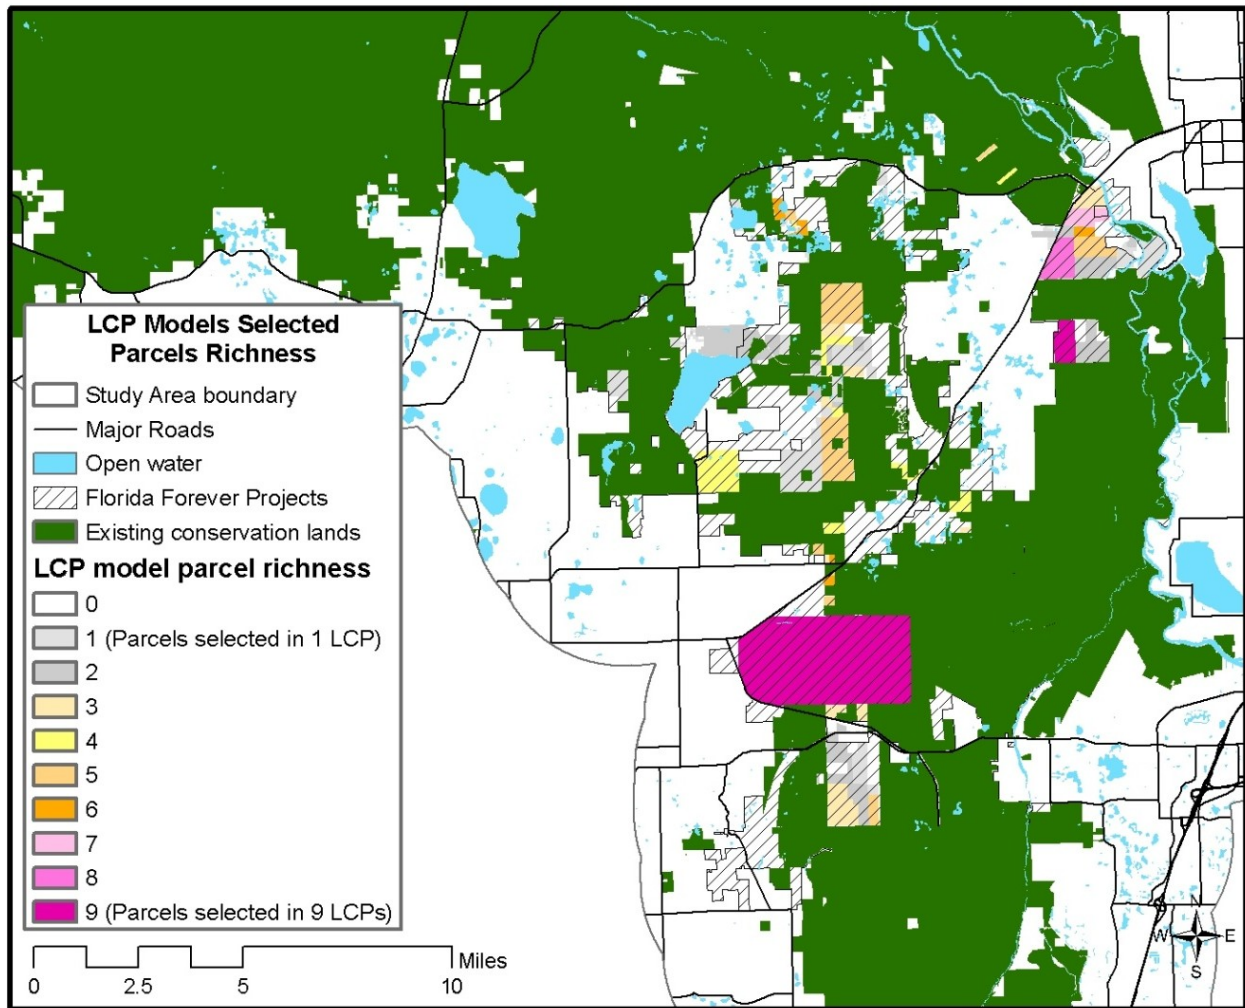 LCP Models Selected
Parcels Richness
Study Area boundary
Major Roads
Open water
Florida Forever Projects
Existing conservation lands
LCP model parcel richness
0
1 (Parcels selected in 1 LCP)
2
3
4
5
6
7
8
9 (Parcels selected in 9 LCPs)
Miles
0 2.5 5 10
N
W E
S